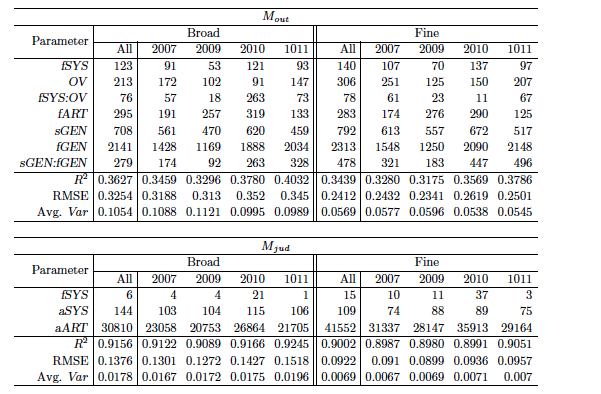 M_out
Parameter Broad Fine
All 2007 2009 2010 1011 All 2007 2009 2010 1011
fSYS 123 91 53 121 93 140 107 70 137 97
OV 213 172 102 91 147 306 251 125 150 207
fSYS:OV 76 57 18 263 73 78 61 23 11 67
fART 295 191 257 319 133 283 174 276 290 125
sGEN 708 561 470 620 459 792 613 557 672 517
fGEN 2141 1428 1169 1888 2034 2313 1548 1250 2090 2148
sGEN:fGEN 279 174 92 263 328 478 321 183 447 496
R² 0.3627 0.3459 0.3296 0.3780 0.4032 0.3439 0.3280 0.3175 0.3569 0.3786
RMSE 0.3254 0.3188 0.313 0.352 0.345 0.2412 0.2432 0.2341 0.2619 0.2501
Avg. Var 0.1054 0.1088 0.1121 0.0995 0.0989 0.0569 0.0577 0.0596 0.0538 0.0545
M_jud
Parameter Broad Fine
All 2007 2009 2010 1011 All 2007 2009 2010 1011
fSYS 6 4 4 21 1 15 10 11 37 3
aSYS 144 103 104 115 106 109 74 88 89 75
aART 30810 23058 20753 26864 21705 41552 31337 28147 35913 29164
R² 0.9156 0.9122 0.9089 0.9166 0.9245 0.9002 0.8987 0.8980 0.8991 0.9051
RMSE 0.1376 0.1301 0.1272 0.1427 0.1518 0.0922 0.091 0.0899 0.0936 0.0957
Avg. Var 0.0178 0.0167 0.0172 0.0175 0.0196 0.0069 0.0067 0.0069 0.0071 0.007